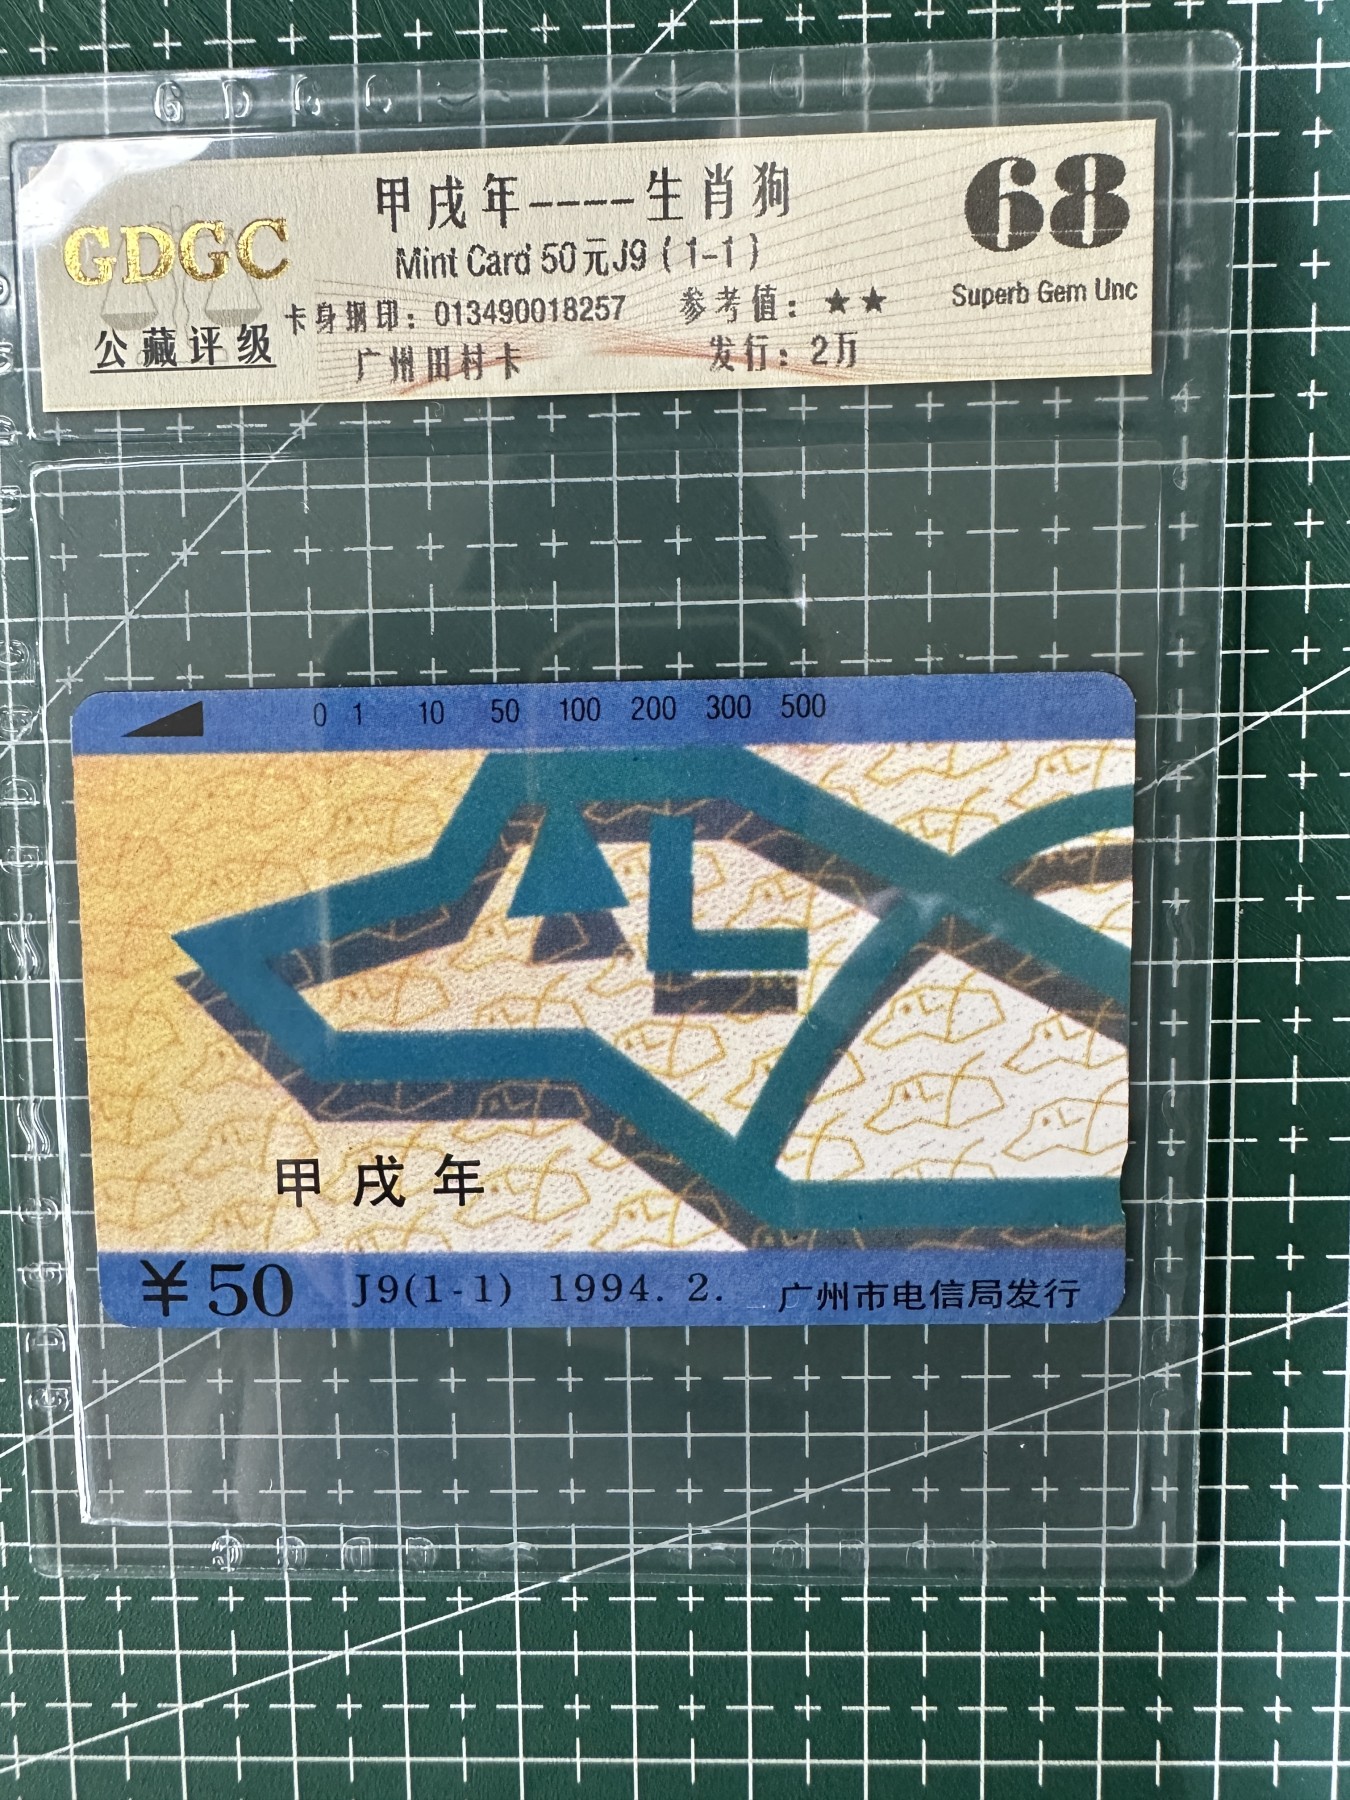 甲戌年----生肖狗
68
GDGC
Mint Card 50元J9(1-1)
Superb Gem Unc
卡身钢印：013490018257 参考值：★★
公藏评级
广州田村卡 发行：2万
0 1 10 50 100 200 300 500
甲戌年
¥50 J9(1-1) 1994. 2. 广州市电信局发行